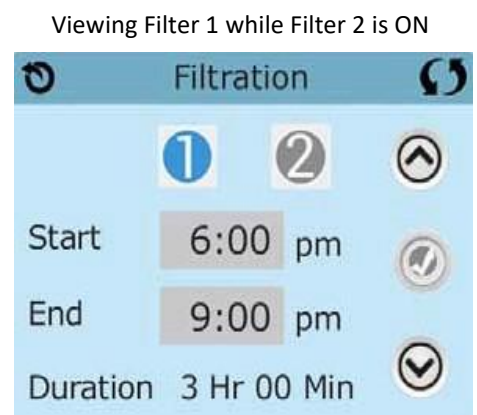 Viewing Filter 1 while Filter 2 is ON
Filtration
1 2
Start 6:00 pm
End 9:00 pm
Duration 3 Hr 00 Min